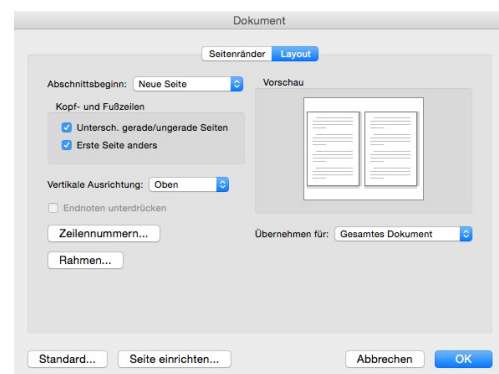 Dokument
Seitenränder Layout
Abschnittsbeginn: Neue Seite
Kopf- und Fußzeilen
Untersch. gerade/ungerade Seiten
Erste Seite anders
Vertikale Ausrichtung: Oben
Endnoten unterdrücken
Zeilennummern...
Rahmen...
Vorschau
Übernehmen für: Gesamtes Dokument
Standard... Seite einrichten... Abbrechen OK